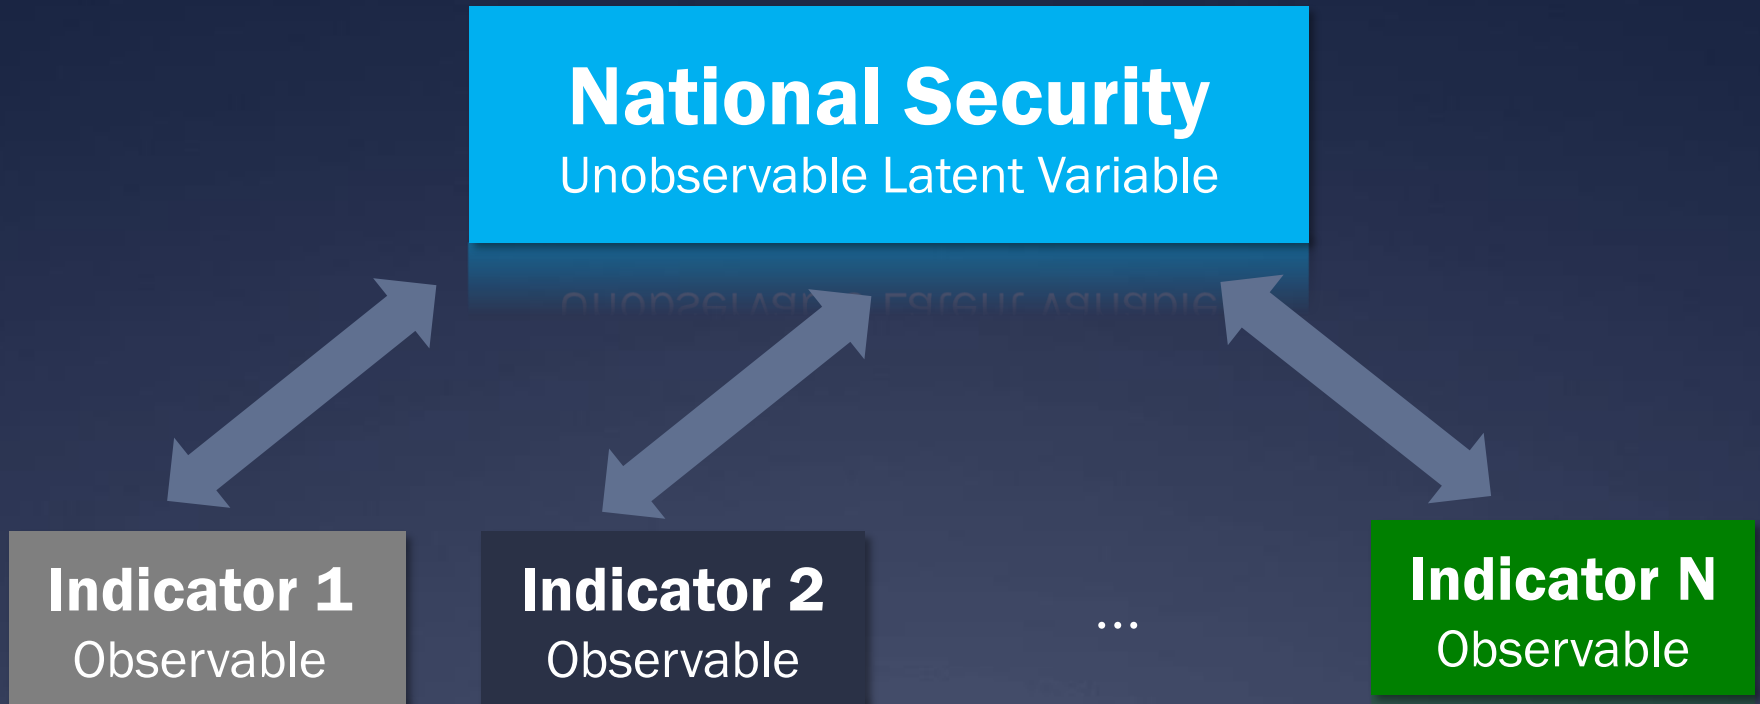 National Security
Unobservable Latent Variable
Indicator 1
Observable
Indicator 2
Observable
...
Indicator N
Observable